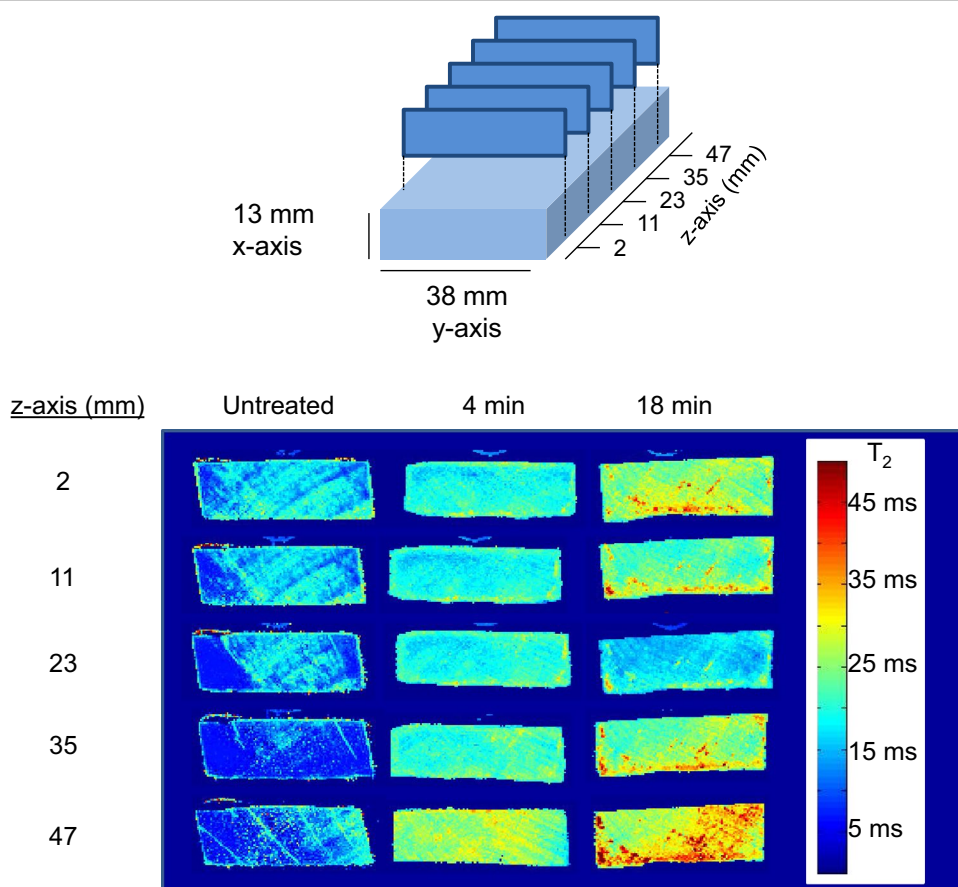 47
35
23
11
2
z-axis (mm)
13 mm
x-axis
38 mm
y-axis
z-axis (mm) Untreated 4 min 18 min
T2
2
45 ms
11
35 ms
23
25 ms
35
15 ms
47
5 ms